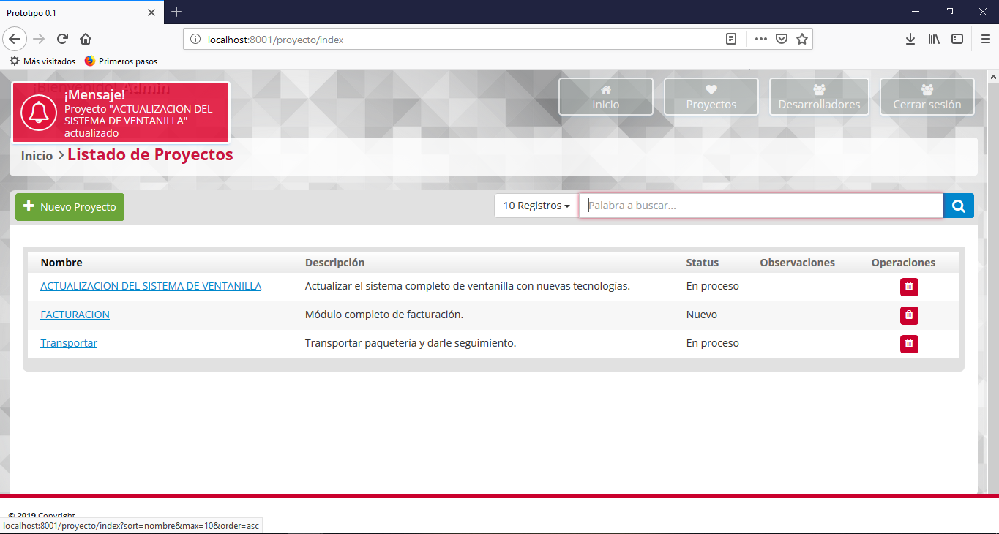 Prototipo 0.1
localhost:8001/proyecto/index
Más visitados
Primeros pasos
¡Bienvenido! Admin
¡Mensaje!
Proyecto "ACTUALIZACION DEL
SISTEMA DE VENTANILLA"
actualizado
Inicio
Proyectos
Desarrolladores
Cerrar sesión
Inicio > Listado de Proyectos
Nuevo Proyecto
10 Registros
Palabra a buscar...
Nombre Descripción Status Observaciones Operaciones
ACTUALIZACION DEL SISTEMA DE VENTANILLA Actualizar el sistema completo de ventanilla con nuevas tecnologías. En proceso
FACTURACION Módulo completo de facturación. Nuevo
Transportar Transportar paquetería y darle seguimiento. En proceso
© 2019 Copyright
localhost:8001/proyecto/index?sort=nombre&max=10&order=asc